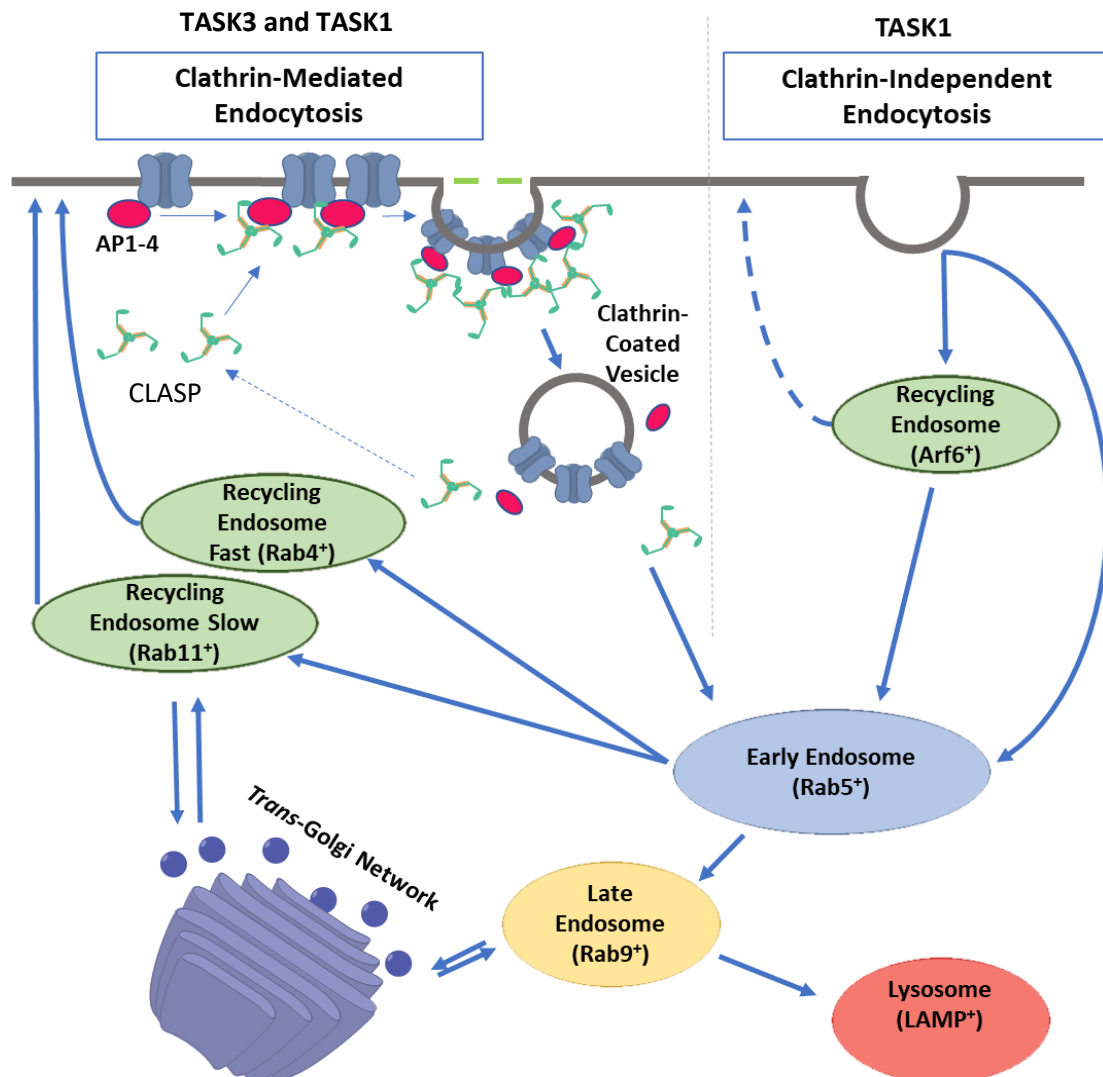 TASK3 and TASK1
Clathrin-Mediated
Endocytosis
TASK1
Clathrin-Independent
Endocytosis
AP1-4
CLASP
Clathrin-
Coated
Vesicle
Recycling
Endosome
(Arf6⁺)
Recycling
Endosome
Fast (Rab4⁺)
Recycling
Endosome Slow
(Rab11⁺)
Early Endosome
(Rab5⁺)
Trans-Golgi Network
Late
Endosome
(Rab9⁺)
Lysosome
(LAMP⁺)